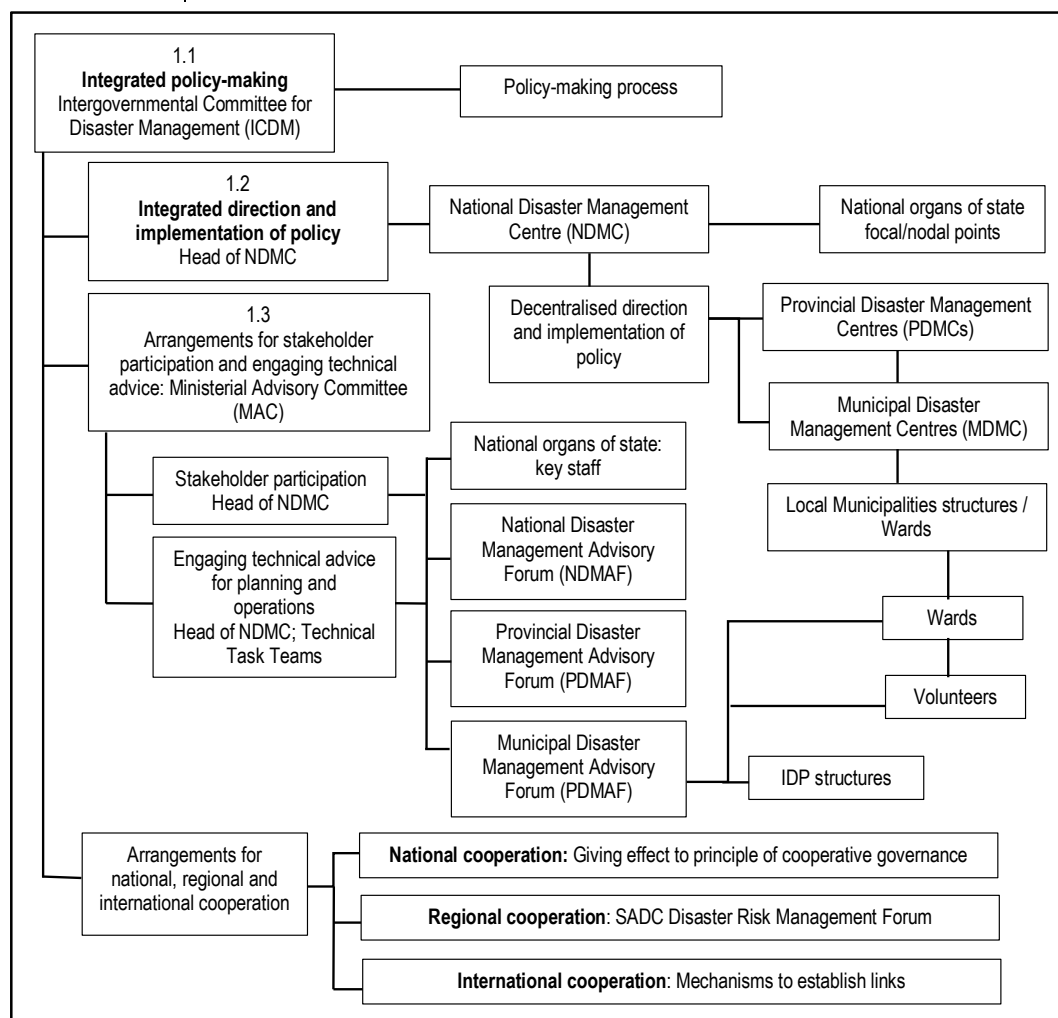 1.1
Integrated policy-making
Intergovernmental Committee for
Disaster Management (ICDM)
Policy-making process
1.2
Integrated direction and
implementation of policy
Head of NDMC
National Disaster Management
Centre (NDMC)
National organs of state
focal/nodal points
1.3
Arrangements for stakeholder
participation and engaging technical
advice: Ministerial Advisory Committee
(MAC)
Decentralised direction
and implementation of
policy
Provincial Disaster Management
Centres (PDMCs)
Municipal Disaster
Management Centres (MDMC)
Stakeholder participation
Head of NDMC
National organs of state:
key staff
Local Municipalities structures /
Wards
Engaging technical advice
for planning and
operations
Head of NDMC; Technical
Task Teams
National Disaster
Management Advisory
Forum (NDMAF)
Provincial Disaster
Management Advisory
Forum (PDMAF)
Municipal Disaster
Management Advisory
Forum (PDMAF)
Wards
Volunteers
IDP structures
Arrangements for
national, regional and
international cooperation
National cooperation: Giving effect to principle of cooperative governance
Regional cooperation: SADC Disaster Risk Management Forum
International cooperation: Mechanisms to establish links